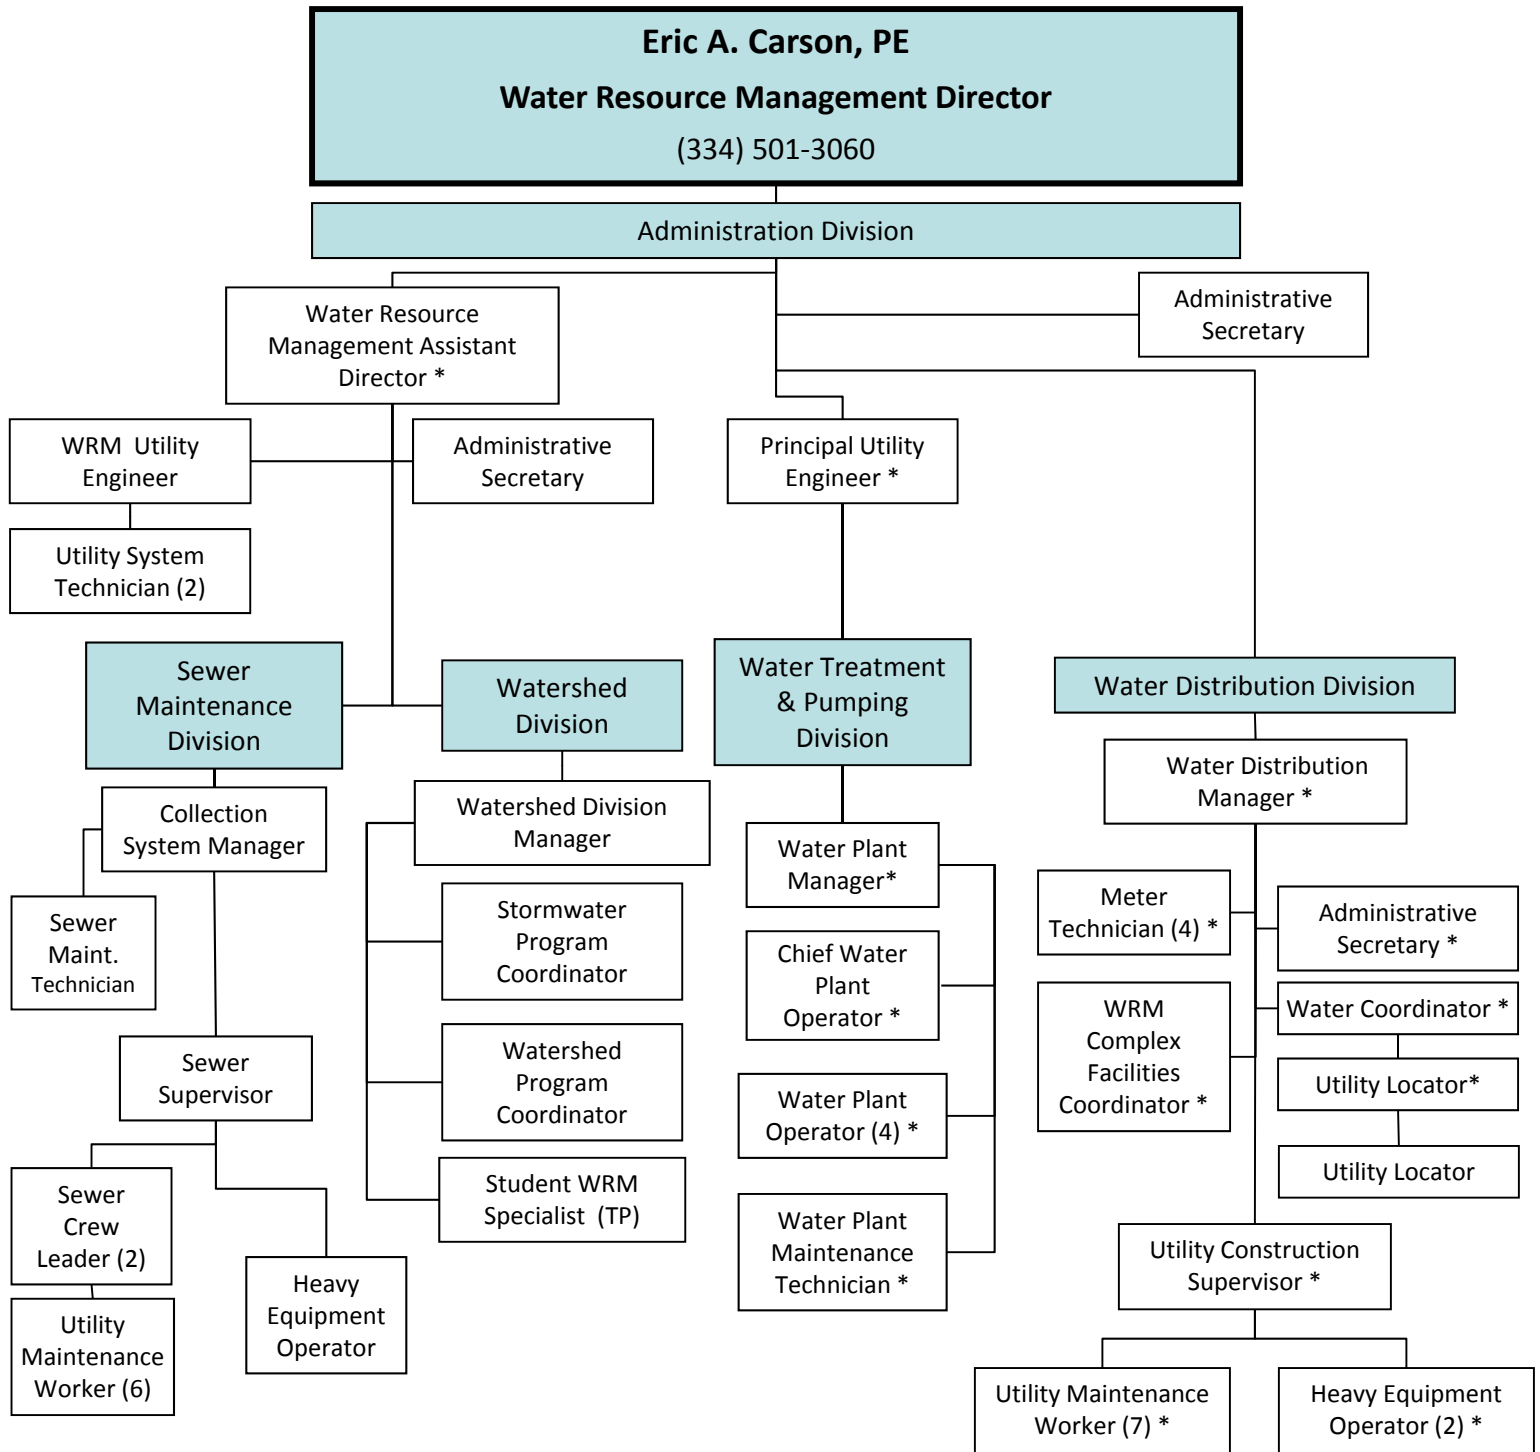 Eric A. Carson, PE
Water Resource Management Director
(334) 501-3060
Administration Division
Water Resource
Management Assistant
Director *
Administrative
Secretary
WRM  Utility
Engineer
Administrative
Secretary
Principal Utility
Engineer *
Utility System
Technician (2)
Sewer
Maintenance
Division
Watershed
Division
Water Treatment
& Pumping
Division
Water Distribution Division
Collection
System Manager
Sewer
Maint.
Technician
Sewer
Supervisor
Sewer
Crew
Leader (2)
Utility
Maintenance
Worker (6)
Heavy
Equipment
Operator
Watershed Division
Manager
Stormwater
Program
Coordinator
Watershed
Program
Coordinator
Student WRM
Specialist  (TP)
Water Plant
Manager*
Chief Water
Plant
Operator *
Water Plant
Operator (4) *
Water Plant
Maintenance
Technician *
Water Distribution
Manager *
Meter
Technician (4) *
Administrative
Secretary *
WRM
Complex
Facilities
Coordinator *
Water Coordinator *
Utility Locator*
Utility Locator
Utility Construction
Supervisor *
Utility Maintenance
Worker (7) *
Heavy Equipment
Operator (2) *